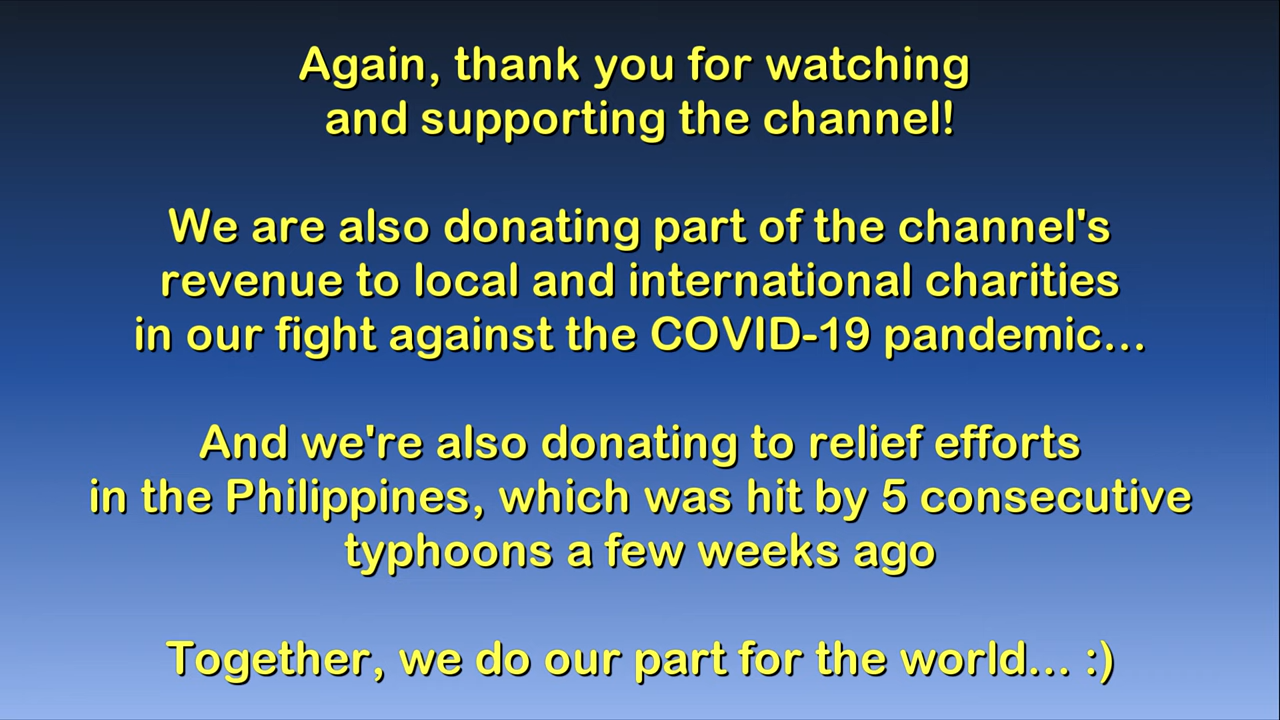 Again, thank you for watching
and supporting the channel!
We are also donating part of the channel's
revenue to local and international charities
in our fight against the COVID-19 pandemic...
And we're also donating to relief efforts
in the Philippines, which was hit by 5 consecutive
typhoons a few weeks ago
Together, we do our part for the world... :)